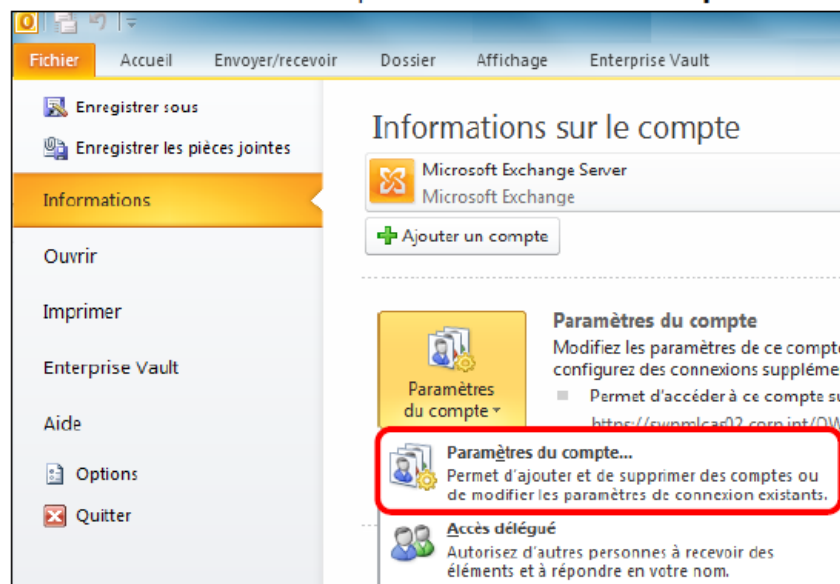 Fichier Accueil Envoyer/recevoir Dossier Affichage Enterprise Vault
Enregistrer sous
Enregistrer les pièces jointes
Informations
Ouvrir
Imprimer
Enterprise Vault
Aide
Options
Quitter
Informations sur le compte
Microsoft Exchange Server
Microsoft Exchange
Ajouter un compte
Paramètres
du compte
Paramètres du compte
Modifiez les paramètres de ce compte
configurez des connexions
Permet d'accéder à ce compte
Paramètres du compte...
Permet d'ajouter et de supprimer des comptes ou
de modifier les paramètres de connexion existants.
Accès délégué
Autorisez d'autres personnes à recevoir des
éléments et à répondre en votre nom.